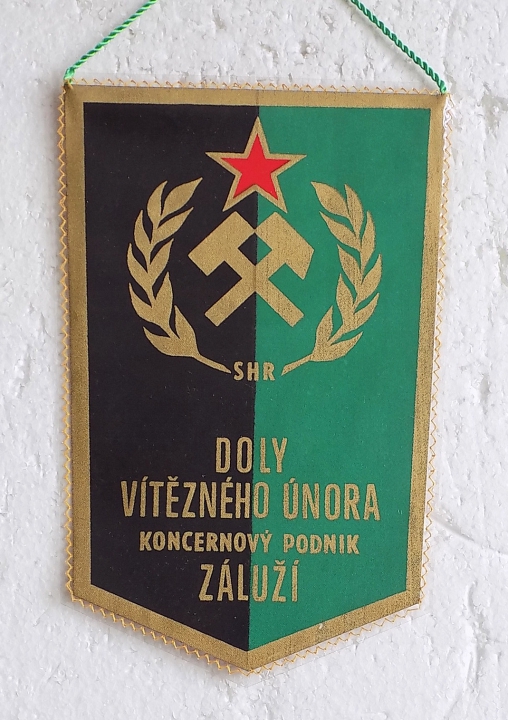 SHR
DOLY
VÍTĚZNÉHO ÚNORA
KONCERNOVÝ PODNIK
ZÁLUŽÍ